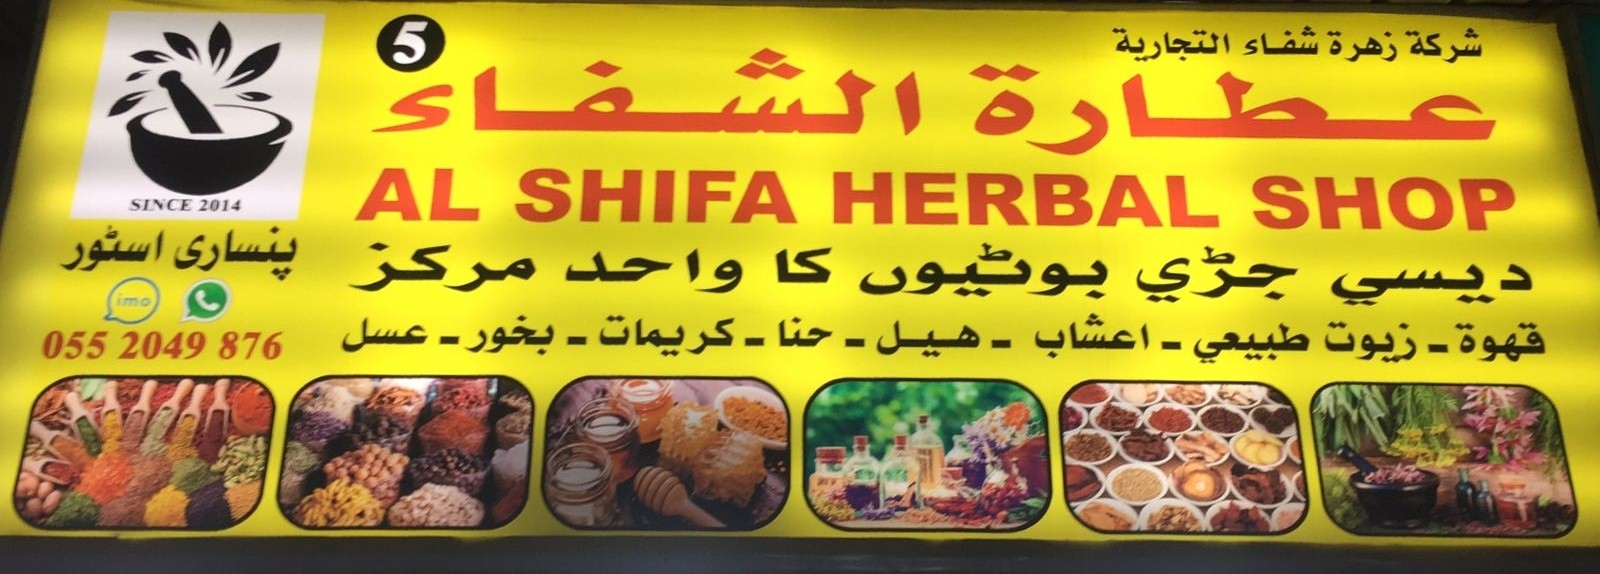 شركة زهرة شفاء التجارية
5
عطارة الشفاء
AL SHIFA HERBAL SHOP
SINCE 2014
پنساری اسٹور
imo
055 2049 876
ديسي جڑي بوٹيوں کا واحد مرکز
قهوة - زيوت طبيعي - اعشاب - هيل - حنا - كريمات - بخور - عسل